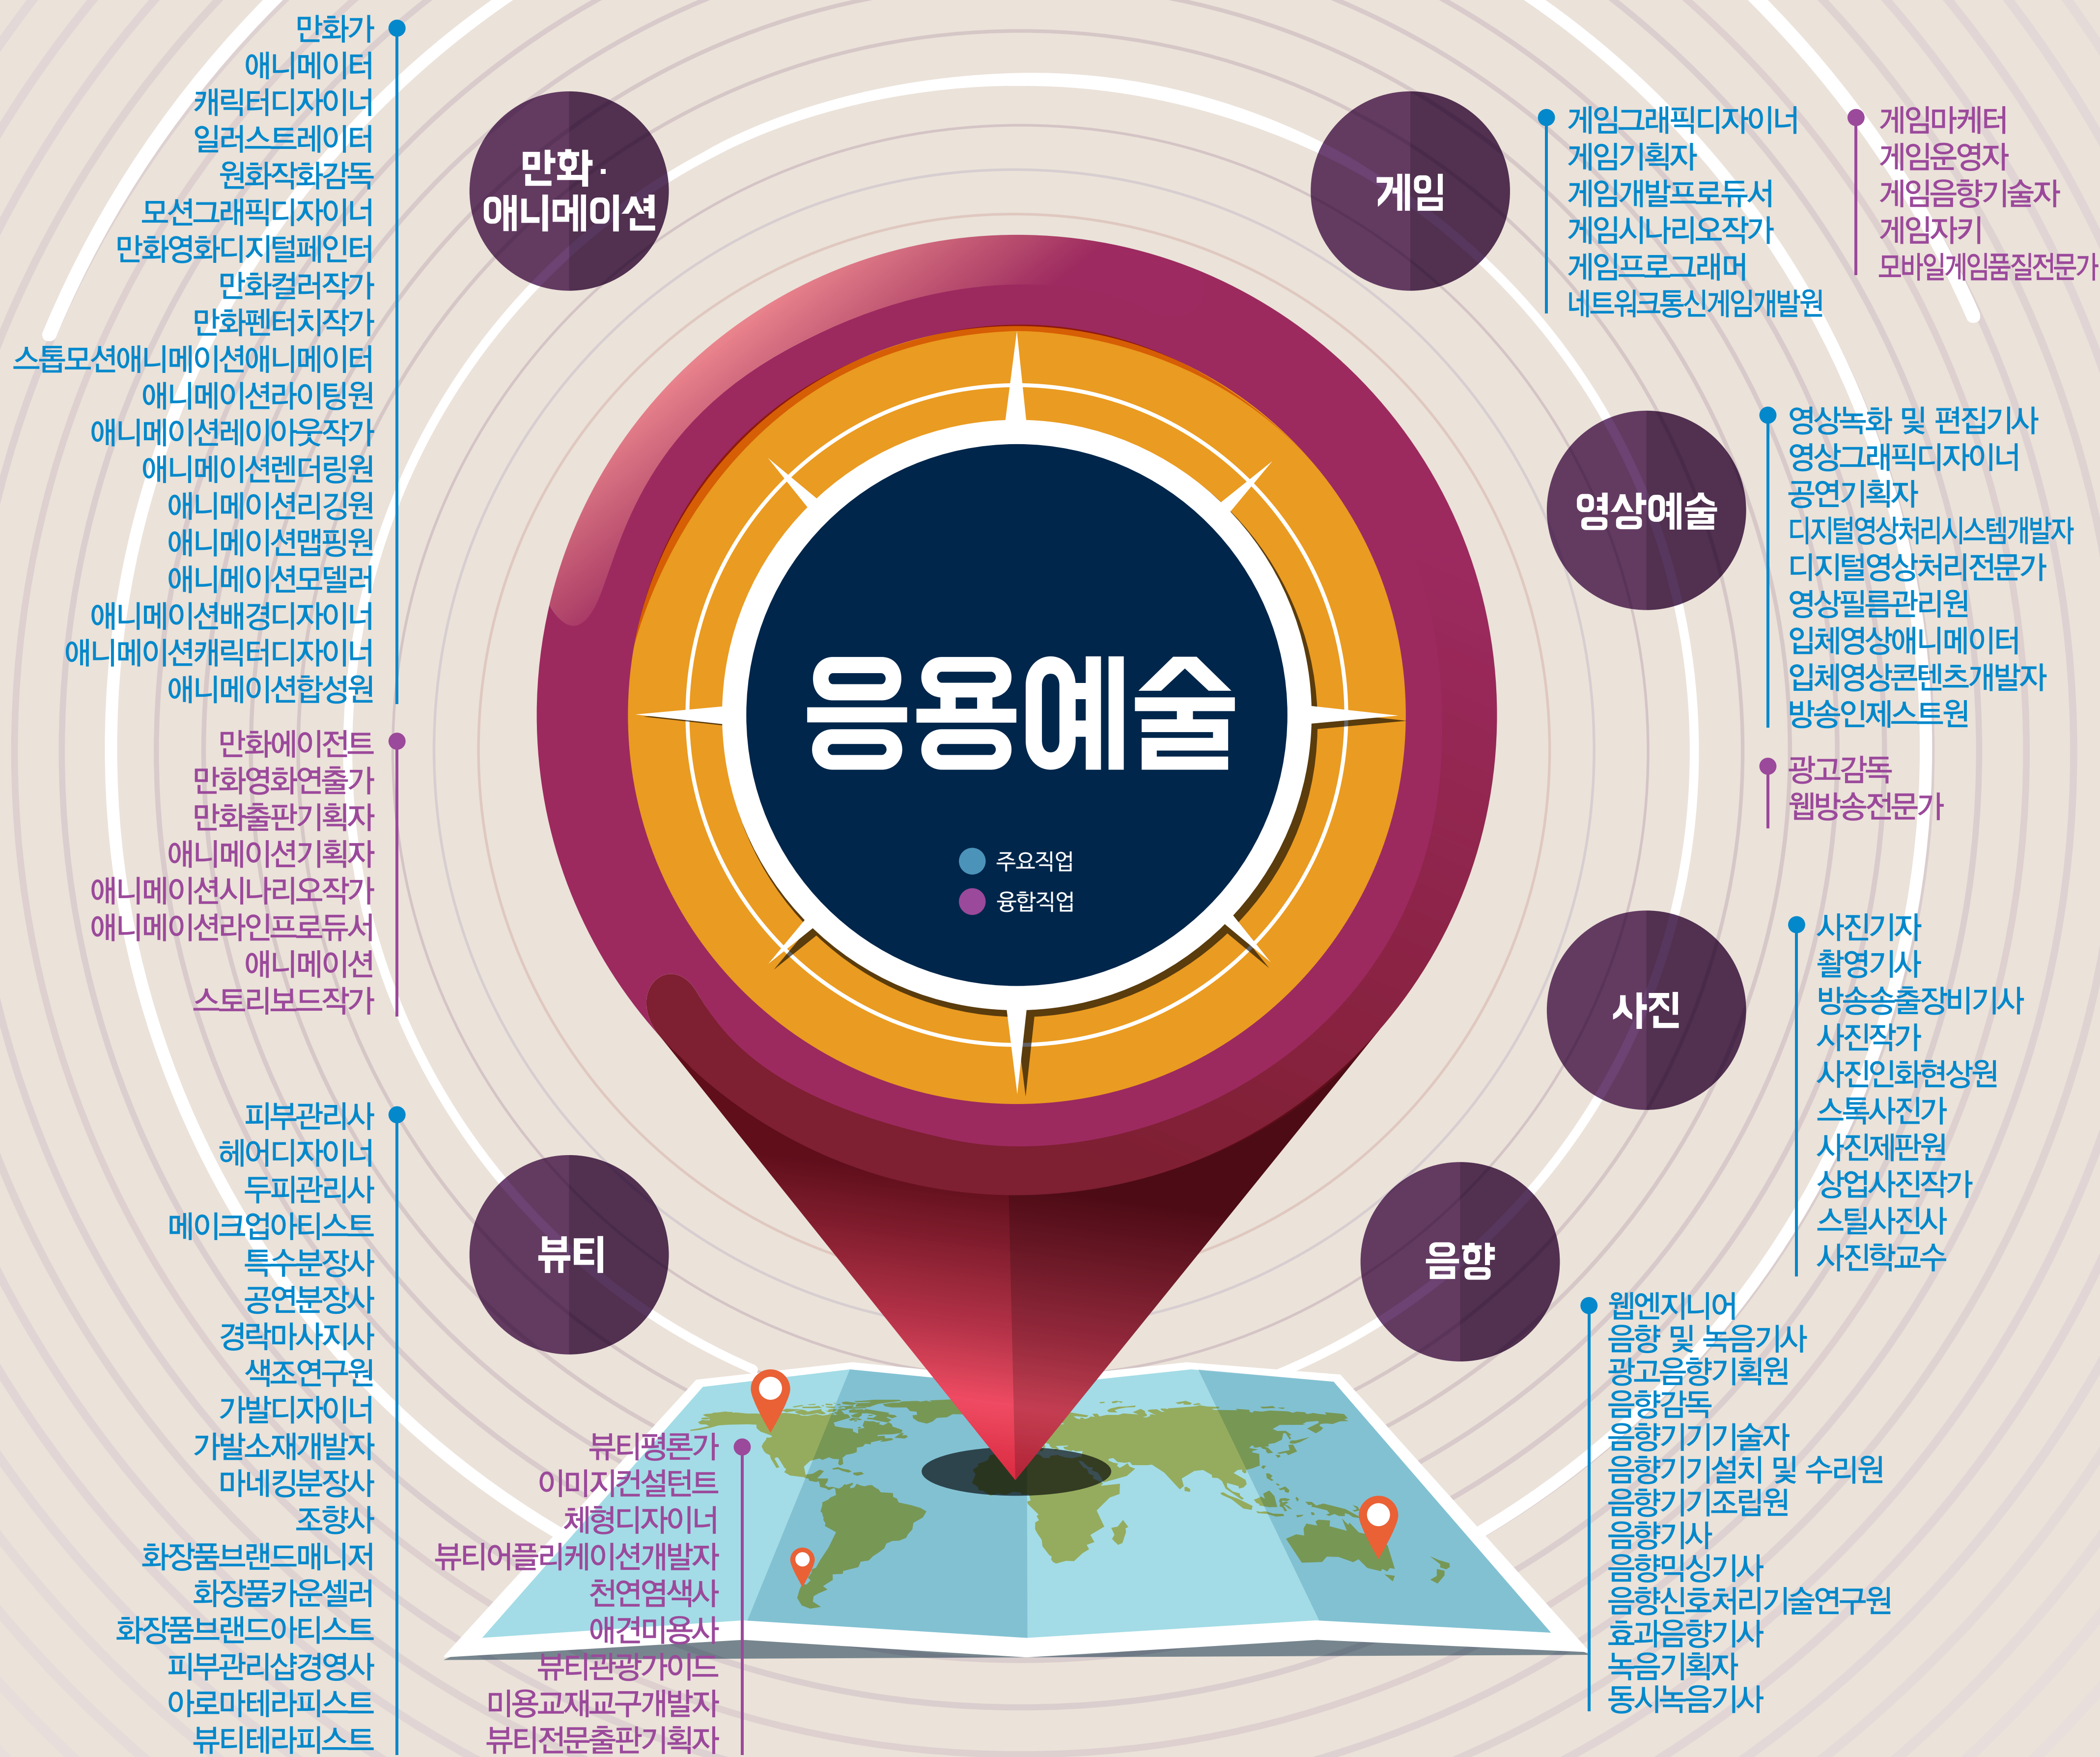 만화가
애니메이터
캐릭터디자이너
일러스트레이터
원화작화감독
모션그래픽디자이너
만화영화디지털페인터
만화컬러작가
만화펜터치작가
스톱모션애니메이션애니메이터
애니메이션라이팅원
애니메이션레이아웃작가
애니메이션렌더링원
애니메이션리깅원
애니메이션맵핑원
애니메이션모델러
애니메이션배경디자이너
애니메이션캐릭터디자이너
애니메이션합성원
만화에이전트
만화영화연출가
만화출판기획자
애니메이션기획자
애니메이션시나리오작가
애니메이션라인프로듀서
애니메이션
스토리보드작가
만화 ·
애니메이션
게임
게임그래픽디자이너
게임기획자
게임개발프로듀서
게임시나리오작가
게임프로그래머
네트워크통신게임개발원
게임마케터
게임운영자
게임음향기술자
게임자키
모바일게임품질전문가
영상예술
영상녹화 및 편집기사
영상그래픽디자이너
공연기획자
디지털영상처리시스템개발자
디지털영상처리전문가
영상필름관리원
입체영상애니메이터
입체영상콘텐츠개발자
방송인제스트원
광고감독
웹방송전문가
응용예술
주요직업
융합직업
사진
사진기자
촬영기사
방송송출장비기사
사진작가
사진인화현상원
스톡사진가
사진제판원
상업사진작가
스틸사진사
사진학교수
뷰티
피부관리사
헤어디자이너
두피관리사
메이크업아티스트
특수분장사
공연분장사
경락마사지사
색조연구원
가발디자이너
가발소재개발자
마네킹분장사
조향사
화장품브랜드매니저
화장품카운셀러
화장품브랜드아티스트
피부관리샵경영사
아로마테라피스트
뷰티테라피스트
뷰티평론가
이미지컨설턴트
체형디자이너
뷰티어플리케이션개발자
천연염색사
애견미용사
뷰티관광가이드
미용교재교구개발자
뷰티전문출판기획자
음향
웹엔지니어
음향 및 녹음기사
광고음향기획원
음향감독
음향기기기술자
음향기기설치 및 수리원
음향기기조립원
음향기사
음향믹싱기사
음향신호처리기술연구원
효과음향기사
녹음기획자
동시녹음기사